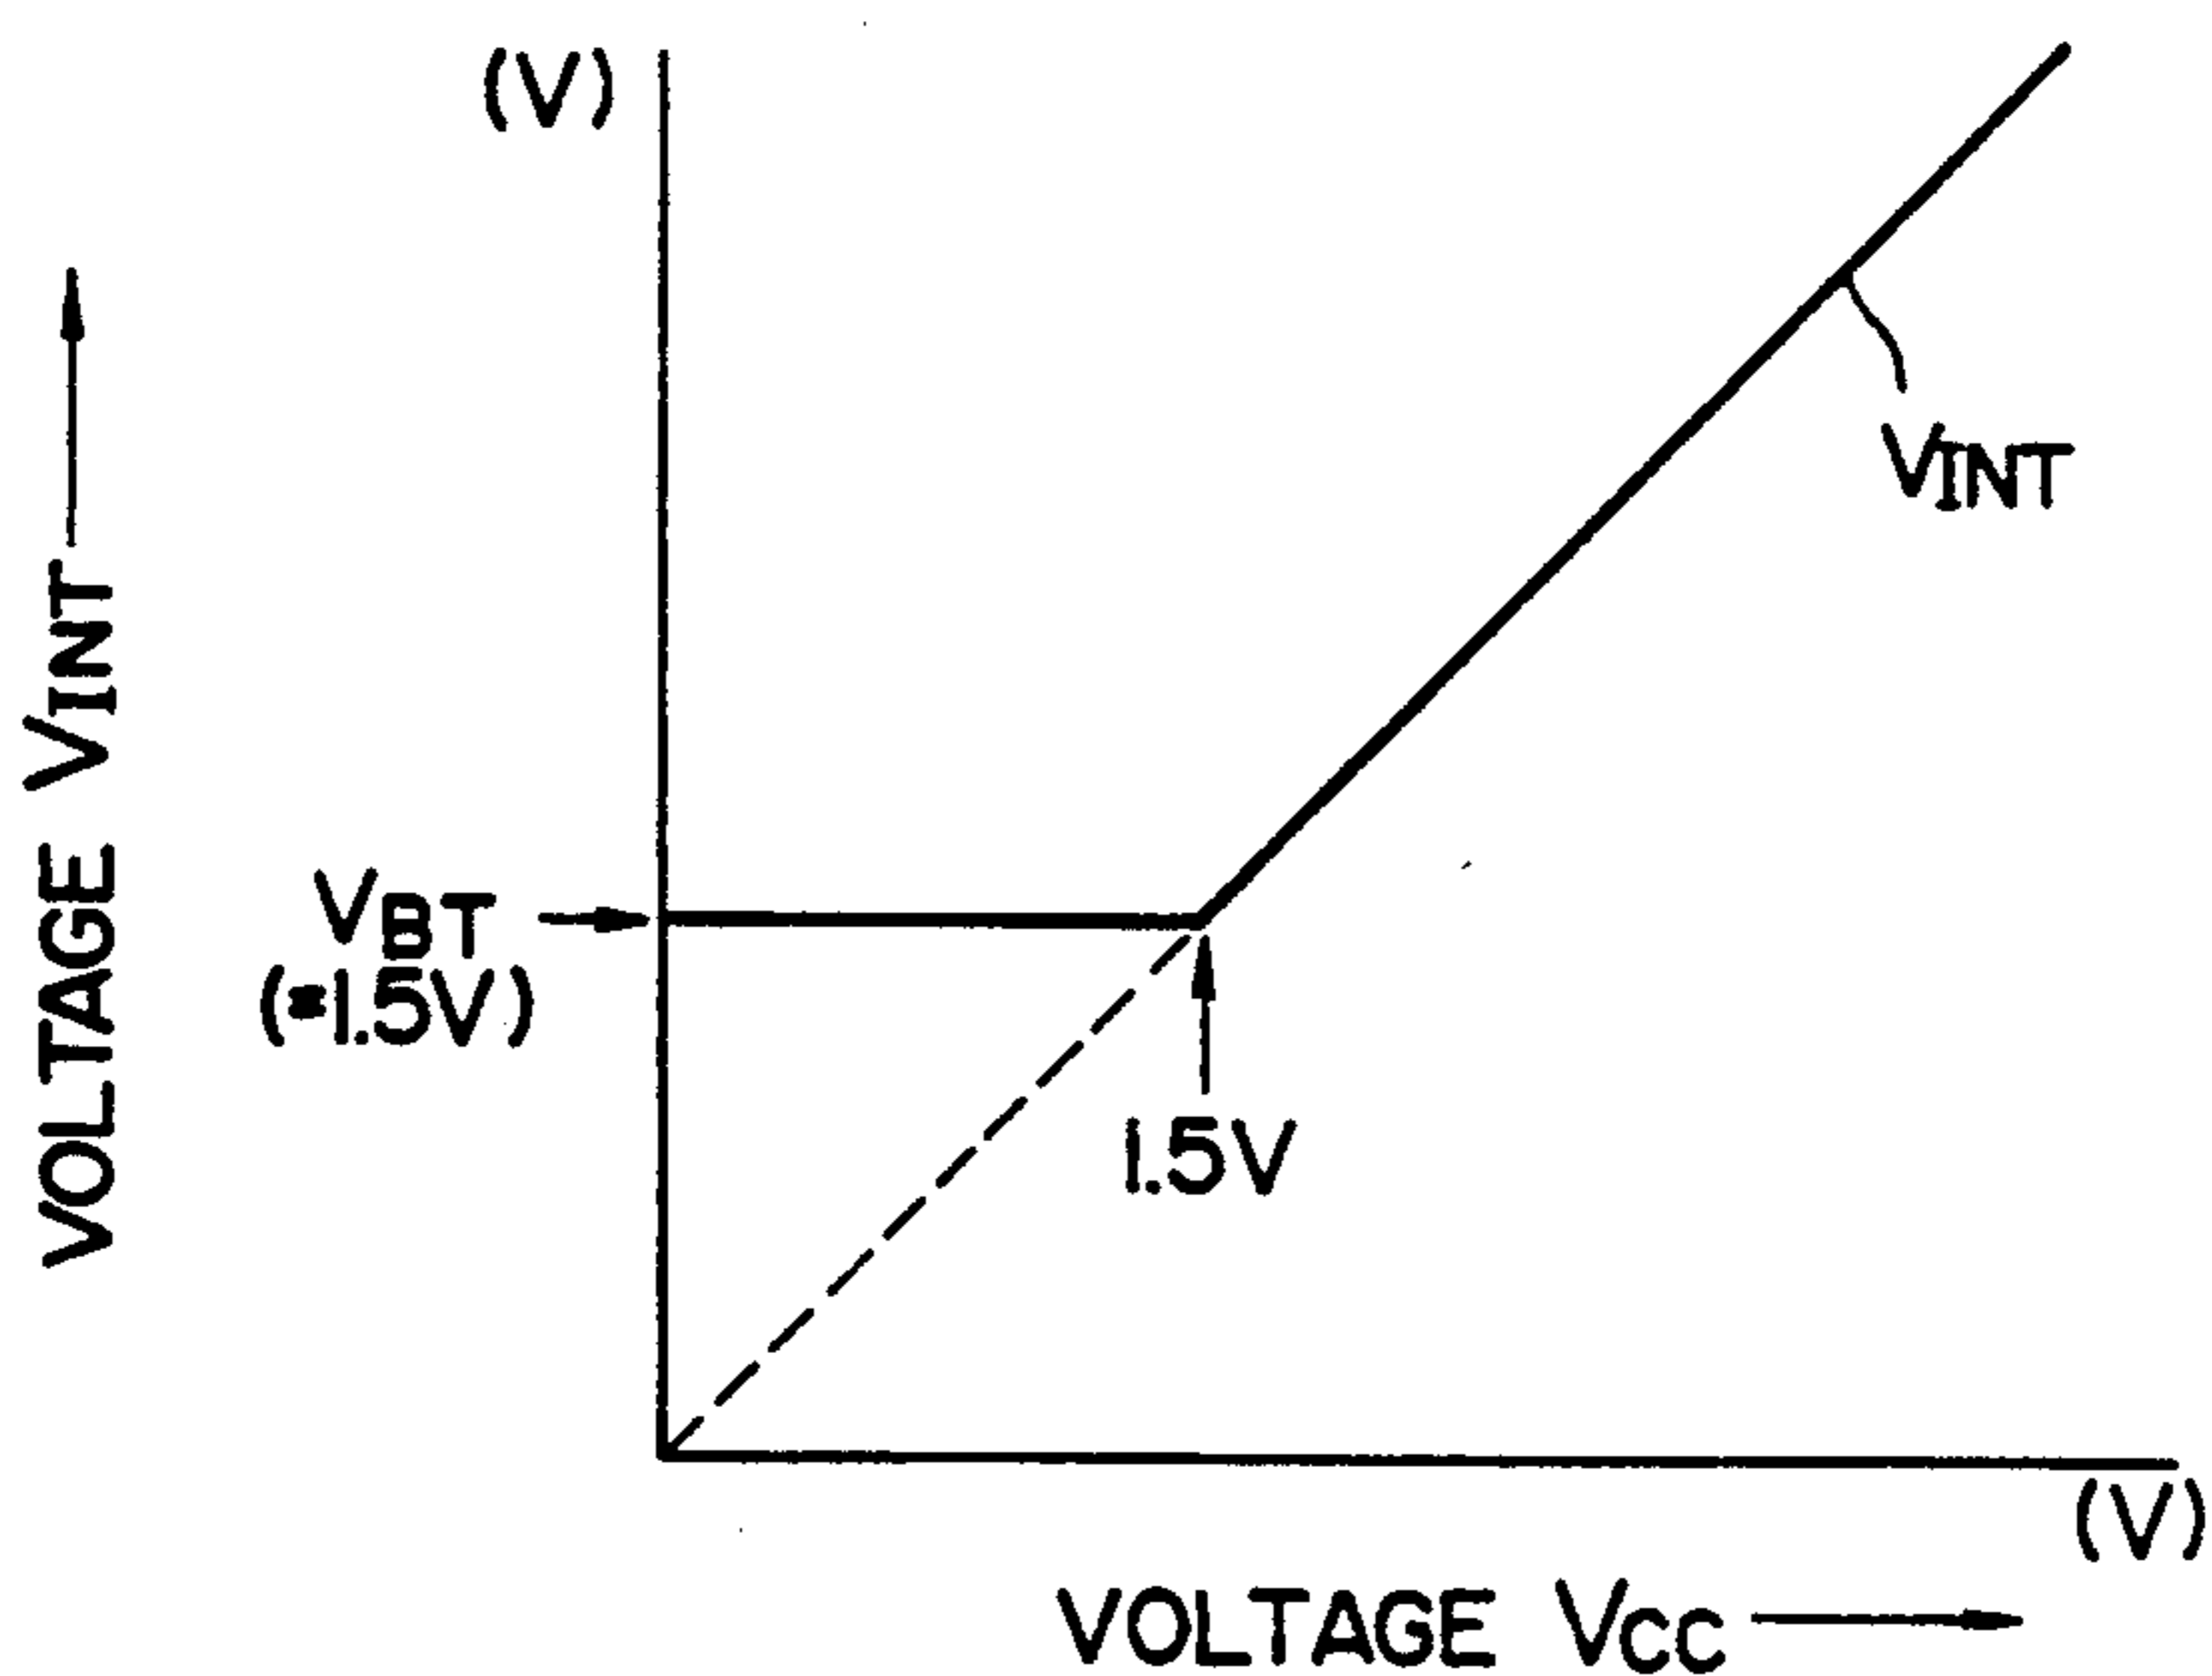 (V)
VOLTAGE VINT
VINT
VBT
(≈1.5V)
1.5V
(V)
VOLTAGE VCC